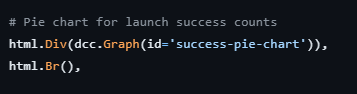 # Pie chart for launch success counts
html.Div(dcc.Graph(id='success-pie-chart')),
html.Br(),